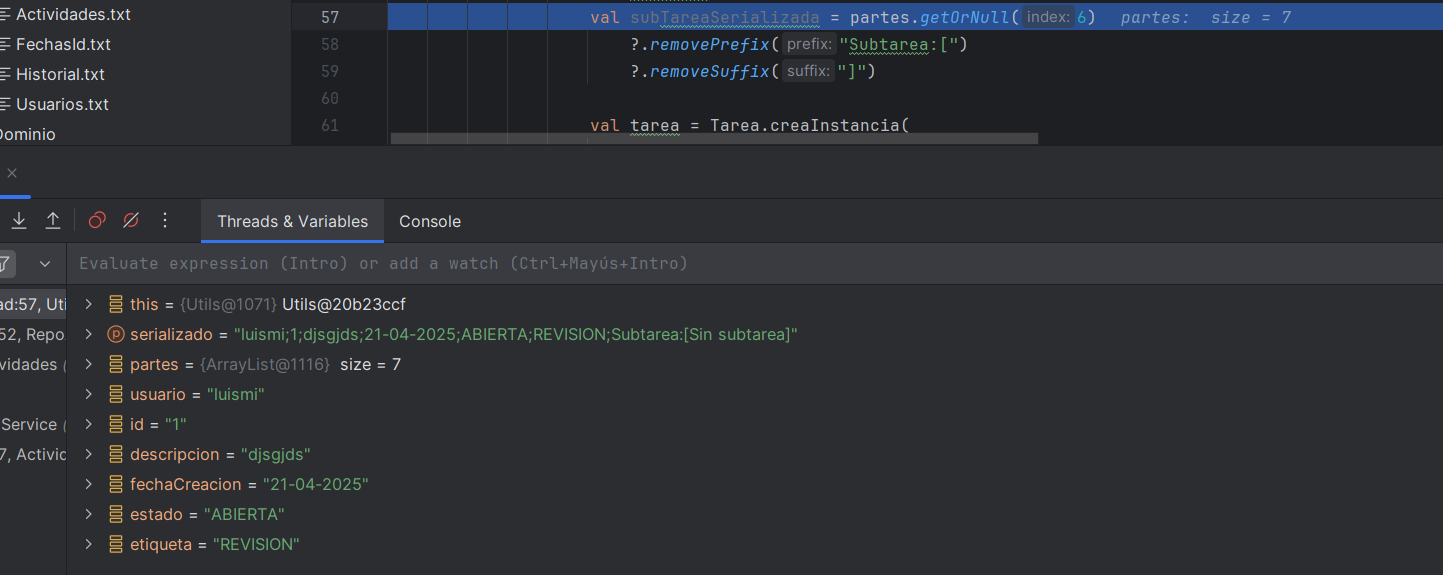 Actividades.txt
FechasId.txt
Historial.txt
Usuarios.txt
Dominio
57 val subTareaSerializada = partes.getOrNull( index: 6) partes: size = 7
58 ?.removePrefix( prefix: "Subtarea:[")
59 ?.removeSuffix( suffix: "]")
60
61 val tarea = Tarea.creaInstancia(
Threads & Variables Console
Evaluate expression (Intro) or add a watch (Ctrl+Mayús+Intro)
ad:57, Uti
52, Repo
vidades (
Service (
7, Activid
this = {Utils@1071} Utils@20b23ccf
serializado = "luismi;1;djsgjds;21-04-2025;ABIERTA;REVISION;Subtarea:[Sin subtarea]"
partes = {ArrayList@1116} size = 7
usuario = "luismi"
id = "1"
descripcion = "djsgjds"
fechaCreacion = "21-04-2025"
estado = "ABIERTA"
etiqueta = "REVISION"